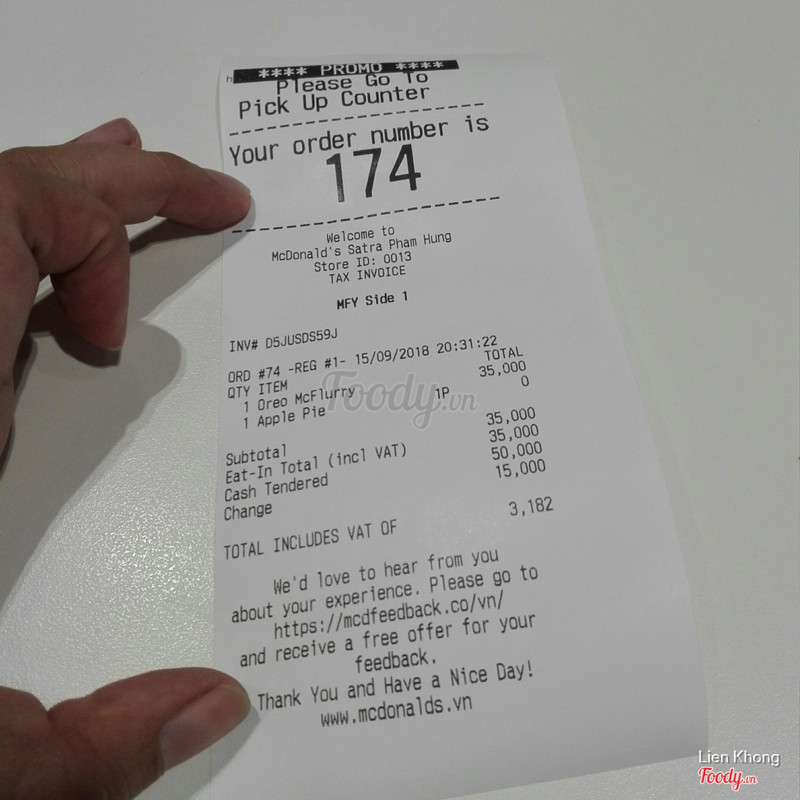 **** PROMO ****
Please Go To
Pick Up Counter
Your order number is
174
Welcome to
McDonald's Satra Pham Hung
Store ID: 0013
TAX INVOICE
MFY Side 1
INV# D5JUSDS59J
ORD #74 -REG #1- 15/09/2018 20:31:22
QTY ITEM TOTAL
1 Oreo McFlurry 35,000
1 Apple Pie 1P 0
Subtotal 35,000
Eat-In Total (incl VAT) 35,000
Cash Tendered 50,000
Change 15,000
TOTAL INCLUDES VAT OF 3,182
We'd love to hear from you
about your experience. Please go to
https://mcdfeedback.co/vn/
and receive a free offer for your
feedback.
Thank You and Have a Nice Day!
www.mcdonalds.vn
Foody.vn
Lien Khong
Foody.vn